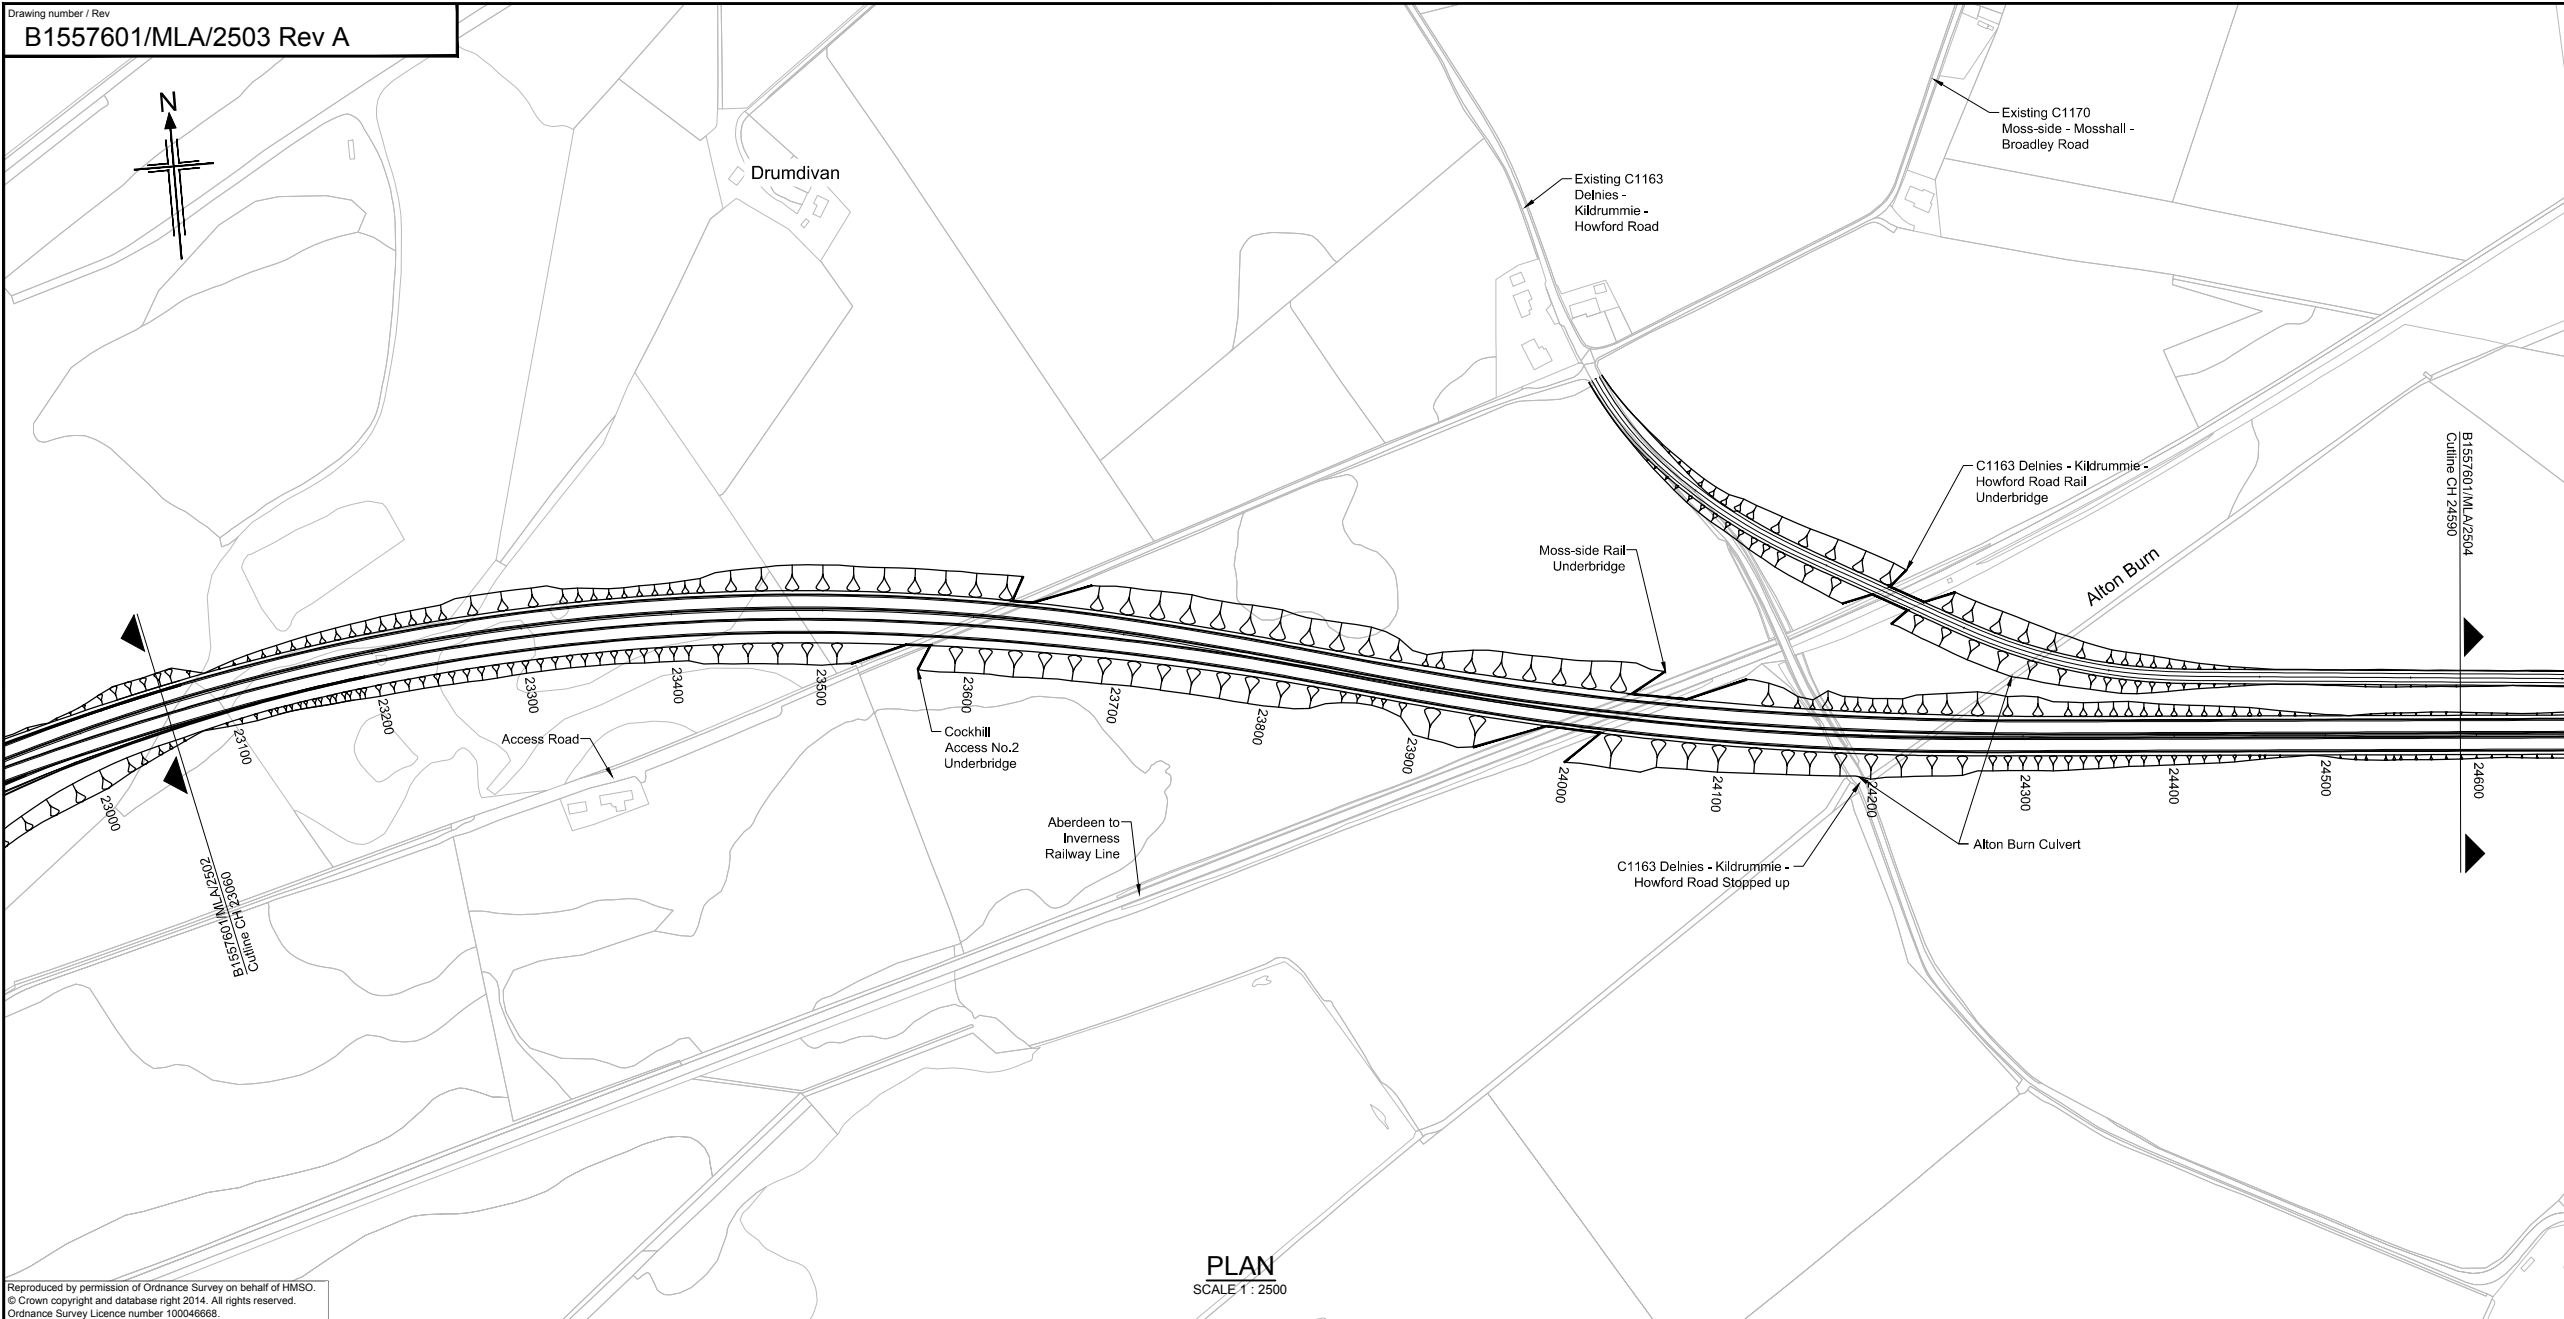 Drawing number / Rev
B1557601/MLA/2503 Rev A
N
Drumdivan
Existing C1170
Moss-side - Mosshall -
Broadley Road
Existing C1163
Delnies -
Kildrummie -
Howford Road
C1163 Delnies - Kildrummie -
Howford Road Rail
Underbridge
B1557601/MLA/2504
Cutline CH 24590
Moss-side Rail
Underbridge
Alton Burn
Access Road
Cockhill
Access No.2
Underbridge
23000
23100
23200
23300
23400
23500
23600
23700
23800
23900
24000
24100
24200
24300
24400
24500
24600
Aberdeen to
Inverness
Railway Line
Alton Burn Culvert
C1163 Delnies - Kildrummie -
Howford Road Stopped up
B1557601/MLA/2502
Cutline CH 23060
PLAN
SCALE 1 : 2500
Reproduced by permission of Ordnance Survey on behalf of HMSO.
© Crown copyright and database right 2014. All rights reserved.
Ordnance Survey Licence number 100046668.